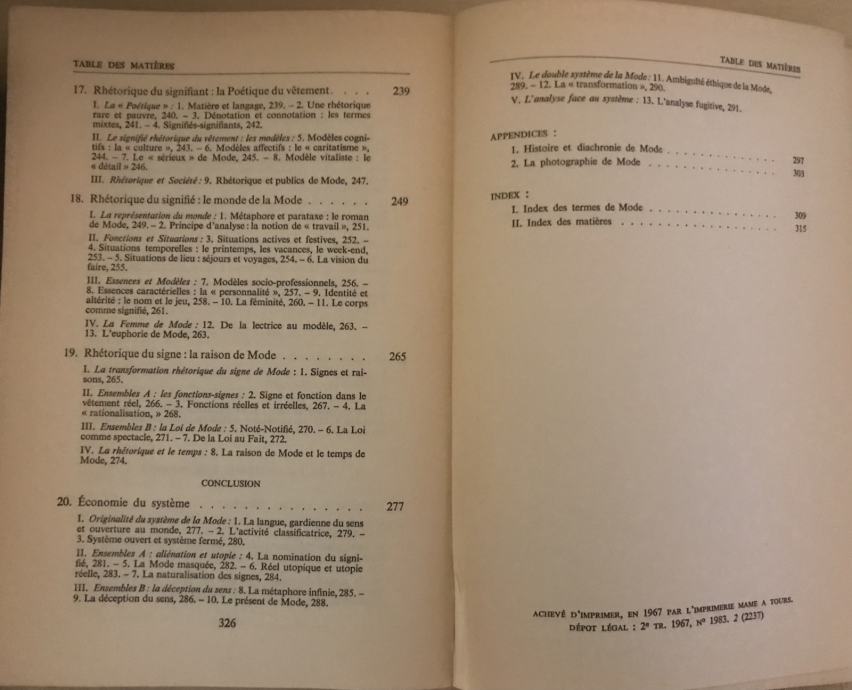 TABLE DES MATIÈRES
17. Rhétorique du signifiant : la Poétique du vêtement. . . . 239
I. La « Poétique » : 1. Matière et langage, 239. – 2. Une rhétorique
rare et pauvre, 240. – 3. Dénotation et connotation : les termes
mixtes, 241. – 4. Signifiés-signifiants, 242.
II. Le signifié rhétorique du vêtement : les modèles : 5. Modèles cogni-
tifs : la « culture », 243. – 6. Modèles affectifs : le « caritatisme »,
244. – 7. Le « sérieux » de Mode, 245. – 8. Modèle vitaliste : le
« détail » 246.
III. Rhétorique et Société : 9. Rhétorique et publics de Mode, 247.
18. Rhétorique du signifié : le monde de la Mode . . . . . . 249
I. La représentation du monde : 1. Métaphore et parataxe : le roman
de Mode, 249. – 2. Principe d'analyse : la notion de « travail », 251.
II. Fonctions et Situations : 3. Situations actives et festives, 252. –
4. Situations temporelles : le printemps, les vacances, le week-end,
253. – 5. Situations de lieu : séjours et voyages, 254. – 6. La vision du
faire, 255.
III. Essences et Modèles : 7. Modèles socio-professionnels, 256. –
8. Essences caractérielles : la « personnalité », 257. – 9. Identité et
altérité : le nom et le jeu, 258. – 10. La féminité, 260. – 11. Le corps
comme signifié, 261.
IV. La Femme de Mode : 12. De la lectrice au modèle, 263. –
13. L'euphorie de Mode, 263.
19. Rhétorique du signe : la raison de Mode . . . . . . . . 265
I. La transformation rhétorique du signe de Mode : 1. Signes et rai-
sons, 265.
II. Ensembles A : les fonctions-signes : 2. Signe et fonction dans le
vêtement réel, 266. – 3. Fonctions réelles et irréelles, 267. – 4. La
« rationalisation, » 268.
III. Ensembles B : la Loi de Mode : 5. Noté-Notifié, 270. – 6. La Loi
comme spectacle, 271. – 7. De la Loi au Fait, 272.
IV. La rhétorique et le temps : 8. La raison de Mode et le temps de
Mode, 274.
CONCLUSION
20. Économie du système . . . . . . . . . . . . . . . 277
I. Originalité du système de la Mode : 1. La langue, gardienne du sens
et ouverture au monde, 277. – 2. L'activité classificatrice, 279. –
3. Système ouvert et système fermé, 280.
II. Ensembles A : aliénation et utopie : 4. La nomination du signi-
fié, 281. – 5. La Mode masquée, 282. – 6. Réel utopique et utopie
réelle, 283. – 7. La naturalisation des signes, 284.
III. Ensembles B : la déception du sens : 8. La métaphore infinie, 285. –
9. La déception du sens, 286. – 10. Le présent de Mode, 288.
326
TABLE DES MATIÈRES
IV. Le double système de la Mode : 11. Ambiguïté éthique de la Mode,
289. – 12. La « transformation », 290.
V. L'analyse face au système : 13. L'analyse fugitive, 291.
APPENDICES :
1. Histoire et diachronie de Mode . . . . . . . . . . . . 297
2. La photographie de Mode . . . . . . . . . . . . . . 303
INDEX :
I. Index des termes de Mode . . . . . . . . . . . . . . 309
II. Index des matières . . . . . . . . . . . . . . . . . 315
ACHEVÉ D'IMPRIMER, EN 1967 PAR L'IMPRIMERIE MAME A TOURS.
DÉPOT LÉGAL : 2e TR. 1967, No 1983. 2 (2237)